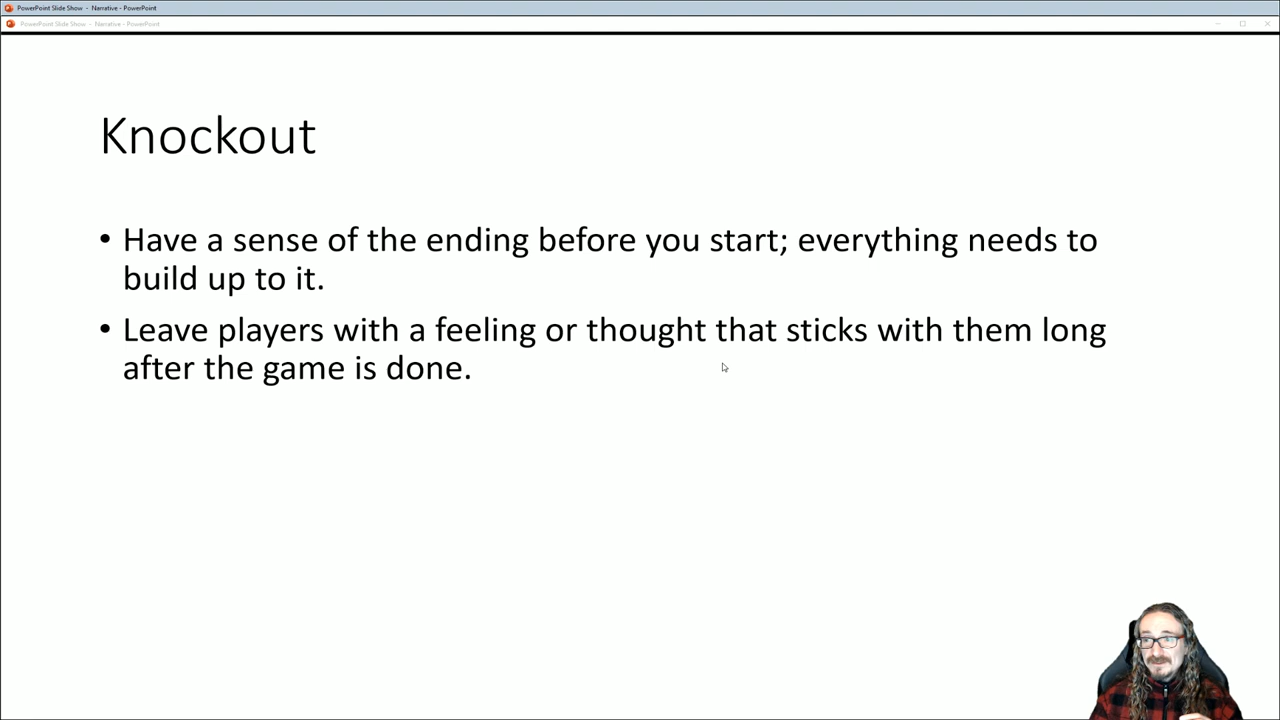 PowerPoint Slide Show - Narrative - PowerPoint
PowerPoint Slide Show - Narrative - PowerPoint
Knockout
• Have a sense of the ending before you start; everything needs to
build up to it.
• Leave players with a feeling or thought that sticks with them long
after the game is done.